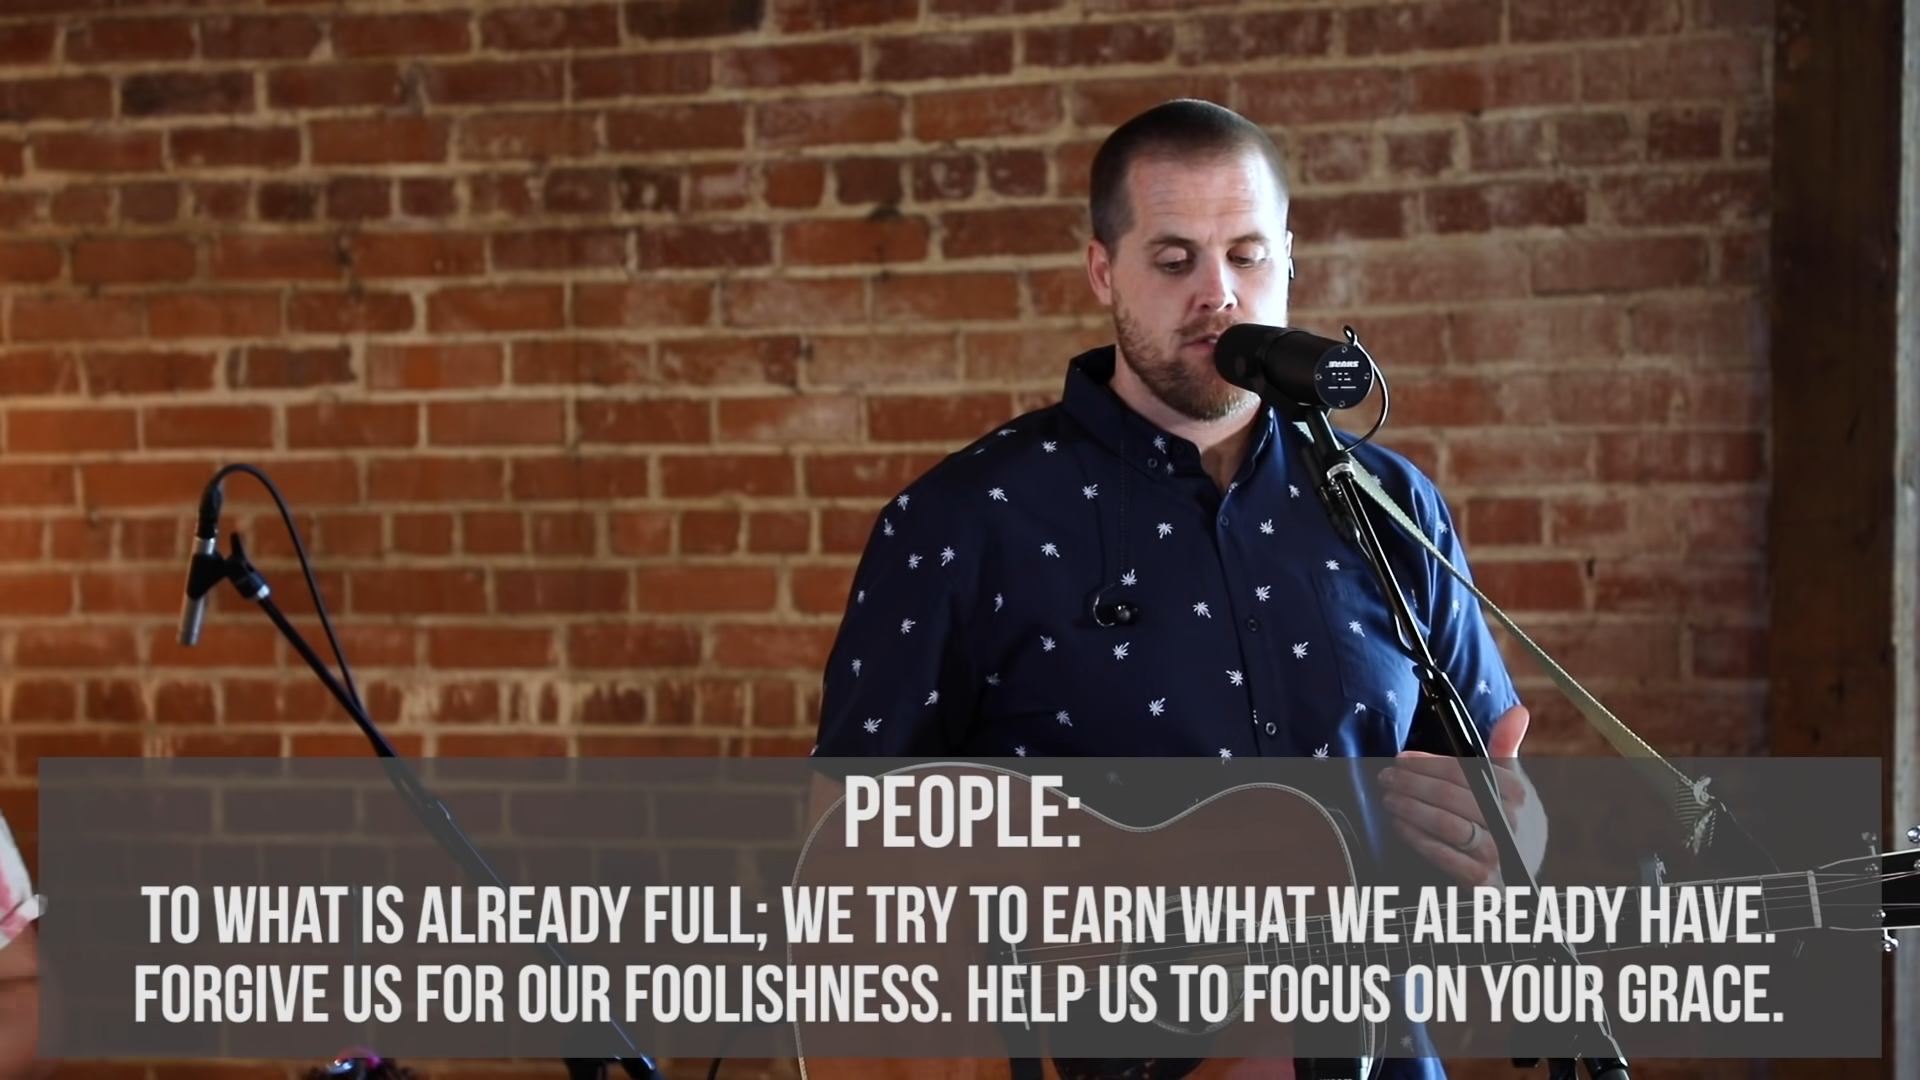 PEOPLE:
TO WHAT IS ALREADY FULL; WE TRY TO EARN WHAT WE ALREADY HAVE.
FORGIVE US FOR OUR FOOLISHNESS. HELP US TO FOCUS ON YOUR GRACE.
SHURE